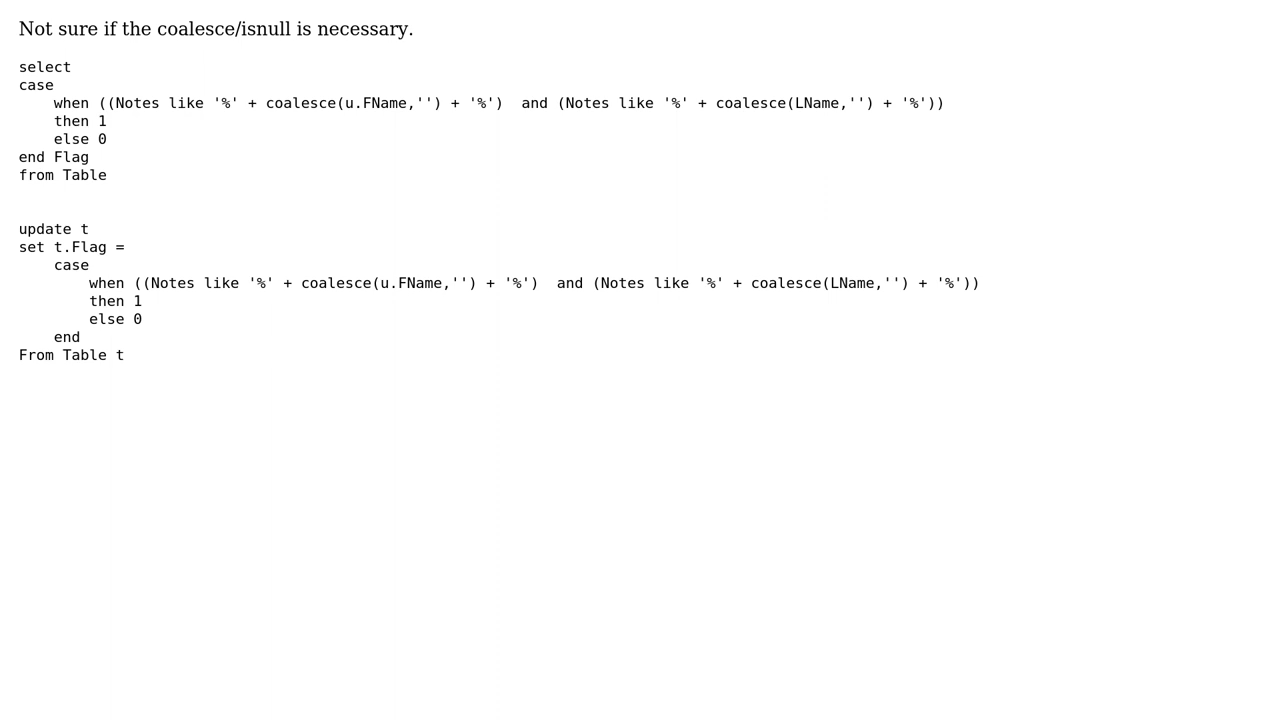 Not sure if the coalesce/isnull is necessary.
select
case
    when ((Notes like '%' + coalesce(u.FName,'') + '%')  and (Notes like '%' + coalesce(LName,'') + '%'))
    then 1
    else 0
end Flag
from Table
update t
set t.Flag =
    case
        when ((Notes like '%' + coalesce(u.FName,'') + '%')  and (Notes like '%' + coalesce(LName,'') + '%'))
        then 1
        else 0
    end
From Table t